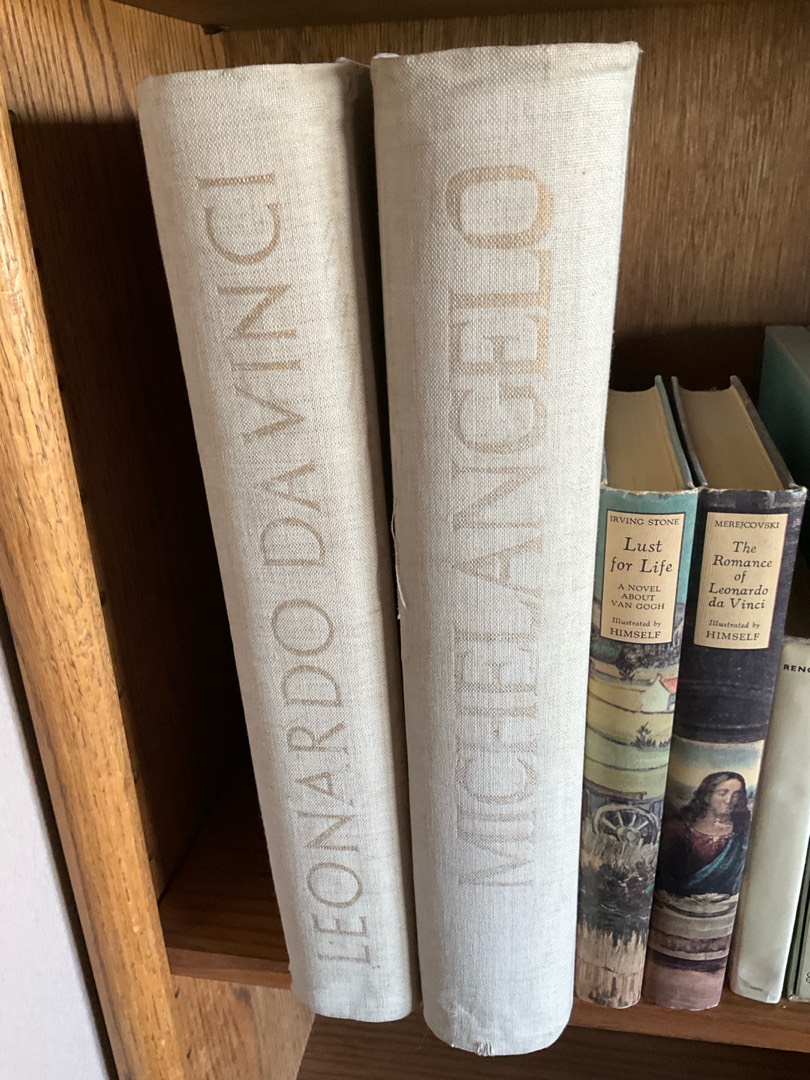 LEONARDO DA VINCI
MICHELANGELO
IRVING STONE
Lust
for Life
A NOVEL
ABOUT
VAN GOGH
Illustrated by
HIMSELF
MEREJCOVSKI
The
Romance
of
Leonardo
da Vinci
Illustrated by
HIMSELF